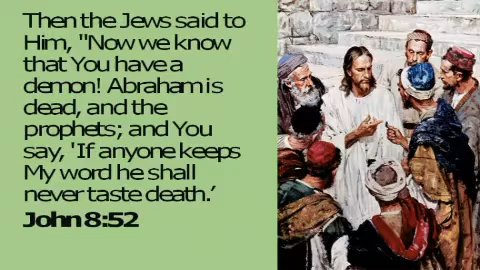 Then the Jews said to
Him, "Now we know
that You have a
demon! Abraham is
dead, and the
prophets; and You
say, 'If anyone keeps
My word he shall
never taste death.’
John 8:52